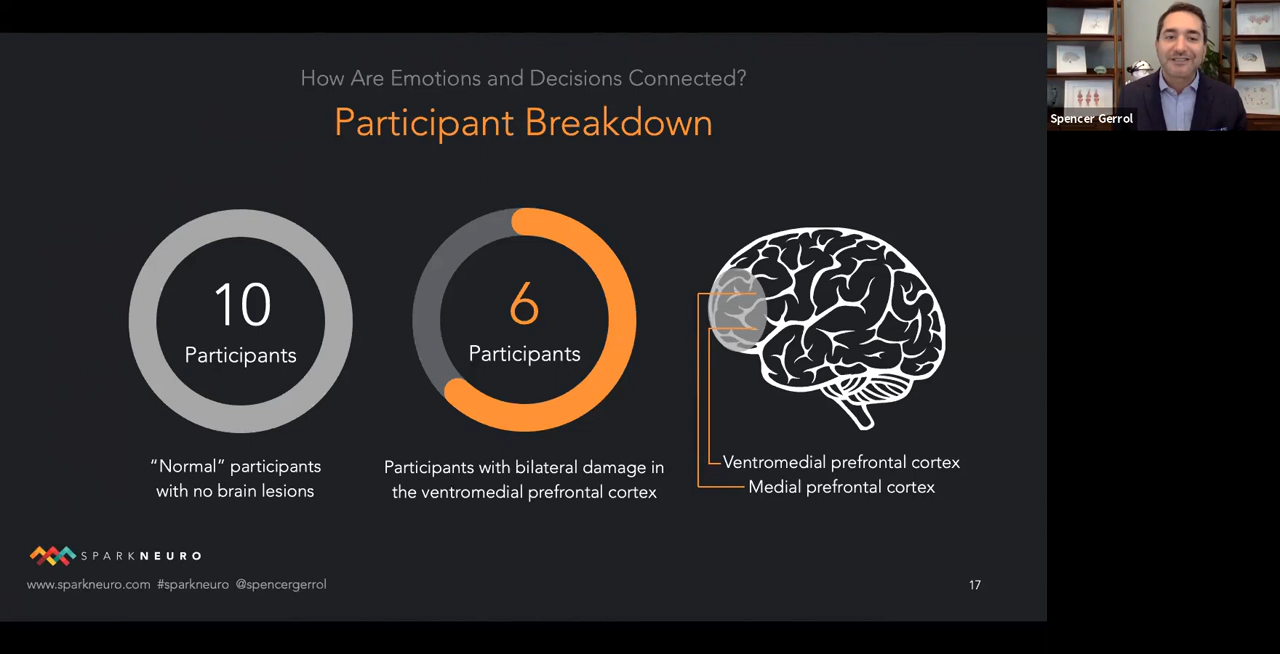 How Are Emotions and Decisions Connected?
Participant Breakdown
10
Participants
“Normal” participants
with no brain lesions
6
Participants
Participants with bilateral damage in
the ventromedial prefrontal cortex
Ventromedial prefrontal cortex
Medial prefrontal cortex
SPARKNEURO
www.sparkneuro.com #sparkneuro @spencergerrol
17
Spencer Gerrol